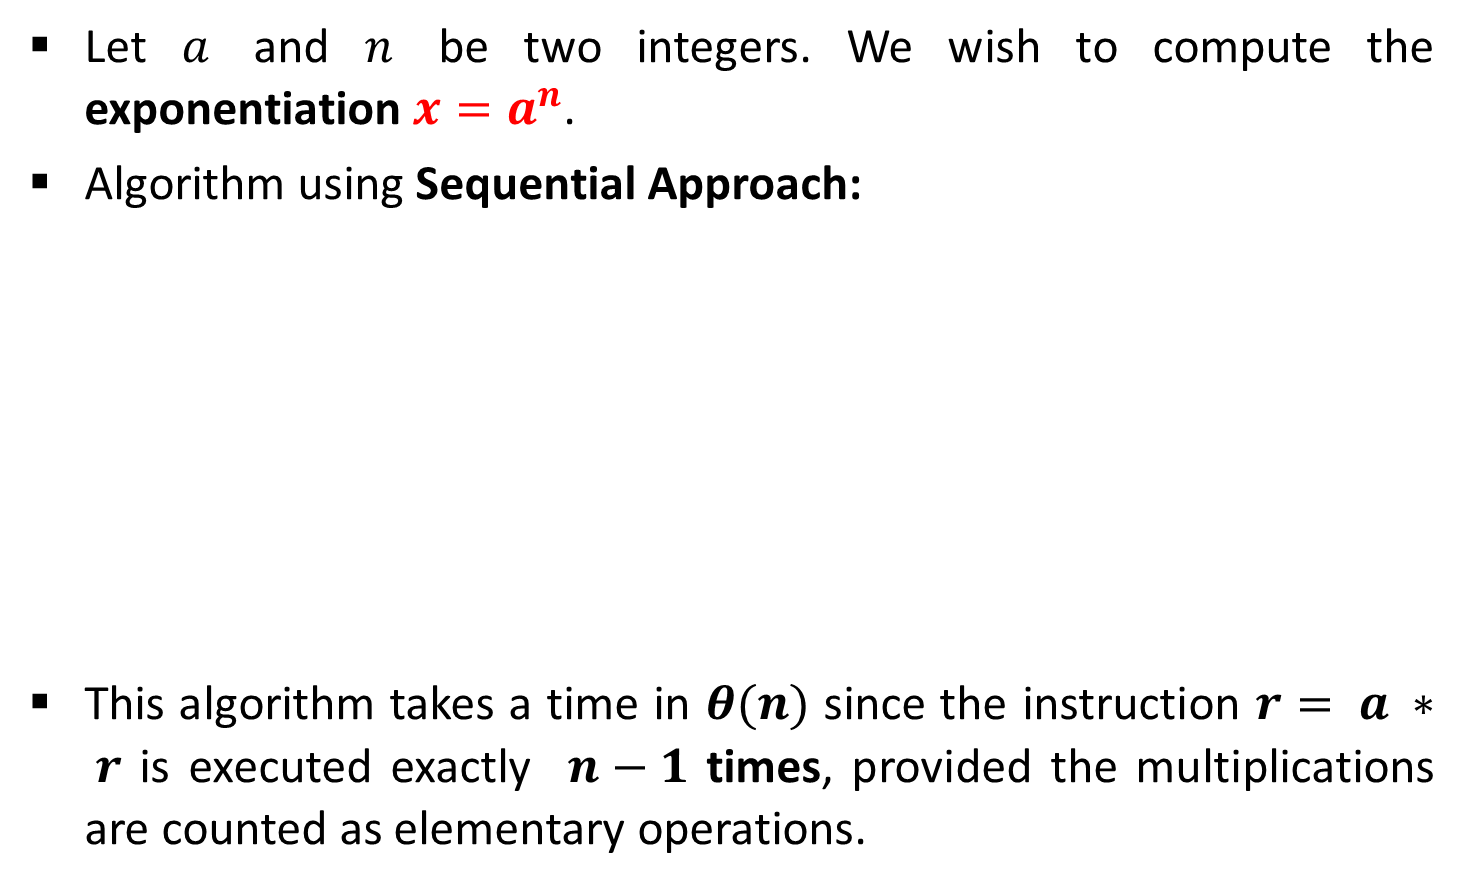 ▪ Let a and n be two integers. We wish to compute the
exponentiation x = aⁿ.
▪ Algorithm using Sequential Approach:
▪ This algorithm takes a time in θ(n) since the instruction r = a ∗
r is executed exactly n − 1 times, provided the multiplications
are counted as elementary operations.